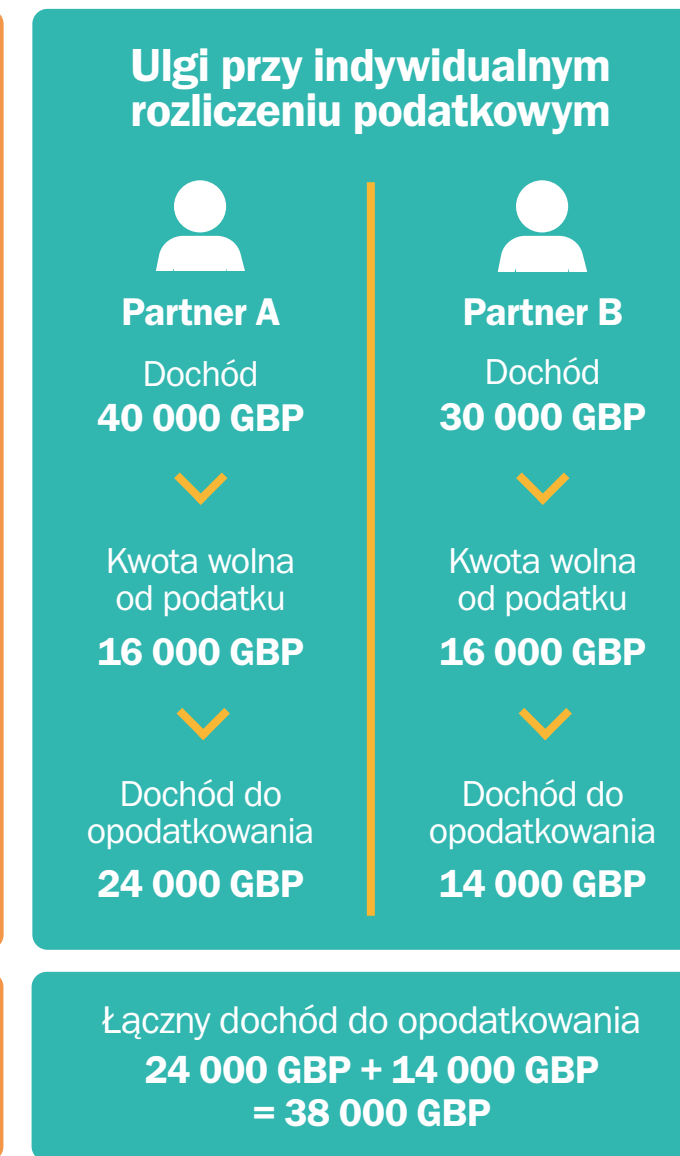 Ulgi przy indywidualnym
rozliczeniu podatkowym
Partner A
Dochód
40 000 GBP
Kwota wolna
od podatku
16 000 GBP
Dochód do
opodatkowania
24 000 GBP
Partner B
Dochód
30 000 GBP
Kwota wolna
od podatku
16 000 GBP
Dochód do
opodatkowania
14 000 GBP
Łączny dochód do opodatkowania
24 000 GBP + 14 000 GBP
= 38 000 GBP